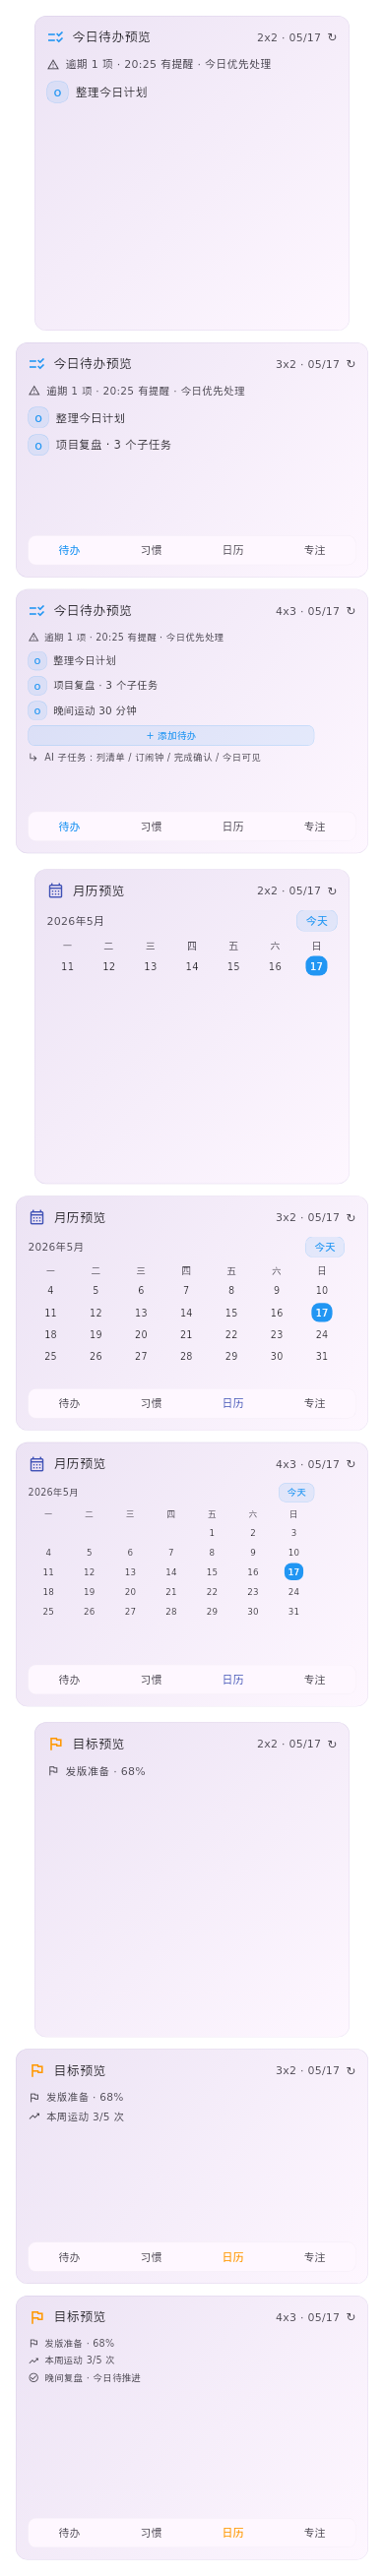 今日待办预览 2x2 · 05/17 ↻
逾期 1 项 · 20:25 有提醒 · 今日优先处理
o 整理今日计划
今日待办预览 3x2 · 05/17 ↻
逾期 1 项 · 20:25 有提醒 · 今日优先处理
o 整理今日计划
o 项目复盘 · 3 个子任务
待办 习惯 日历 专注
今日待办预览 4x3 · 05/17 ↻
逾期 1 项 · 20:25 有提醒 · 今日优先处理
o 整理今日计划
o 项目复盘 · 3 个子任务
o 晚间运动 30 分钟
+ 添加待办
↳ AI 子任务 : 列清单 / 订闹钟 / 完成确认 / 今日可见
待办 习惯 日历 专注
月历预览 2x2 · 05/17 ↻
2026年5月 今天
一 二 三 四 五 六 日
11 12 13 14 15 16 17
月历预览 3x2 · 05/17 ↻
2026年5月 今天
一 二 三 四 五 六 日
4 5 6 7 8 9 10
11 12 13 14 15 16 17
18 19 20 21 22 23 24
25 26 27 28 29 30 31
待办 习惯 日历 专注
月历预览 4x3 · 05/17 ↻
2026年5月 今天
一 二 三 四 五 六 日
1 2 3
4 5 6 7 8 9 10
11 12 13 14 15 16 17
18 19 20 21 22 23 24
25 26 27 28 29 30 31
待办 习惯 日历 专注
目标预览 2x2 · 05/17 ↻
发版准备 · 68%
目标预览 3x2 · 05/17 ↻
发版准备 · 68%
本周运动 3/5 次
待办 习惯 日历 专注
目标预览 4x3 · 05/17 ↻
发版准备 · 68%
本周运动 3/5 次
晚间复盘 · 今日待推进
待办 习惯 日历 专注